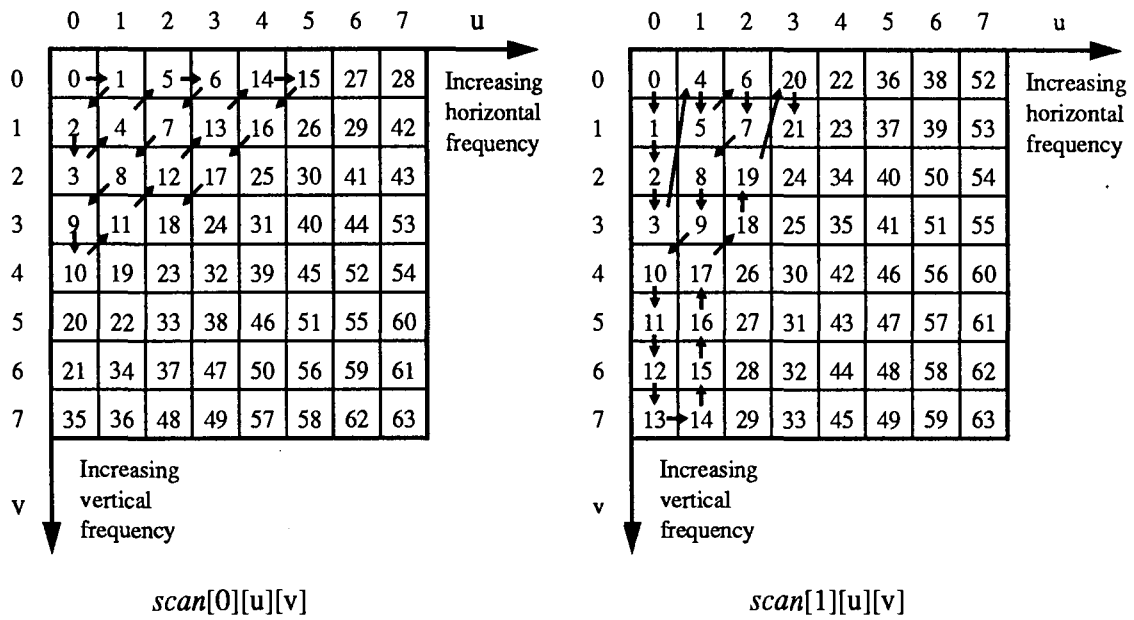 0 1 2 3 4 5 6 7 u
0 0 1 5 6 14 15 27 28
Increasing
horizontal
frequency
1 2 4 7 13 16 26 29 42
2 3 8 12 17 25 30 41 43
3 9 11 18 24 31 40 44 53
4 10 19 23 32 39 45 52 54
5 20 22 33 38 46 51 55 60
6 21 34 37 47 50 56 59 61
7 35 36 48 49 57 58 62 63
v
Increasing
vertical
frequency
scan[0][u][v]
0 1 2 3 4 5 6 7 u
0 0 4 6 20 22 36 38 52
Increasing
horizontal
frequency
1 1 5 7 21 23 37 39 53
2 2 8 19 24 34 40 50 54
3 3 9 18 25 35 41 51 55
4 10 17 26 30 42 46 56 60
5 11 16 27 31 43 47 57 61
6 12 15 28 32 44 48 58 62
7 13 14 29 33 45 49 59 63
v
Increasing
vertical
frequency
scan[1][u][v]